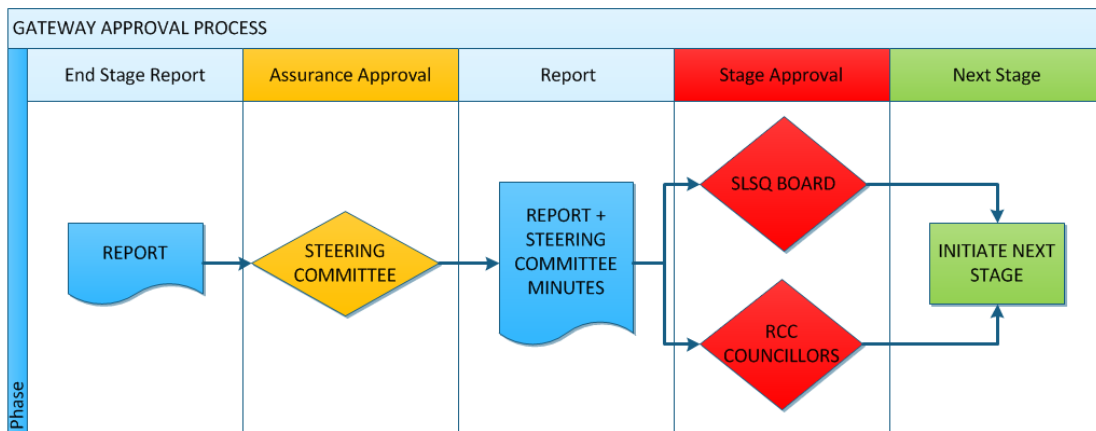 GATEWAY APPROVAL PROCESS
End Stage Report
Assurance Approval
Report
Stage Approval
Next Stage
Phase
REPORT
STEERING
COMMITTEE
REPORT +
STEERING
COMMITTEE
MINUTES
SLSQ BOARD
RCC
COUNCILLORS
INITIATE NEXT
STAGE